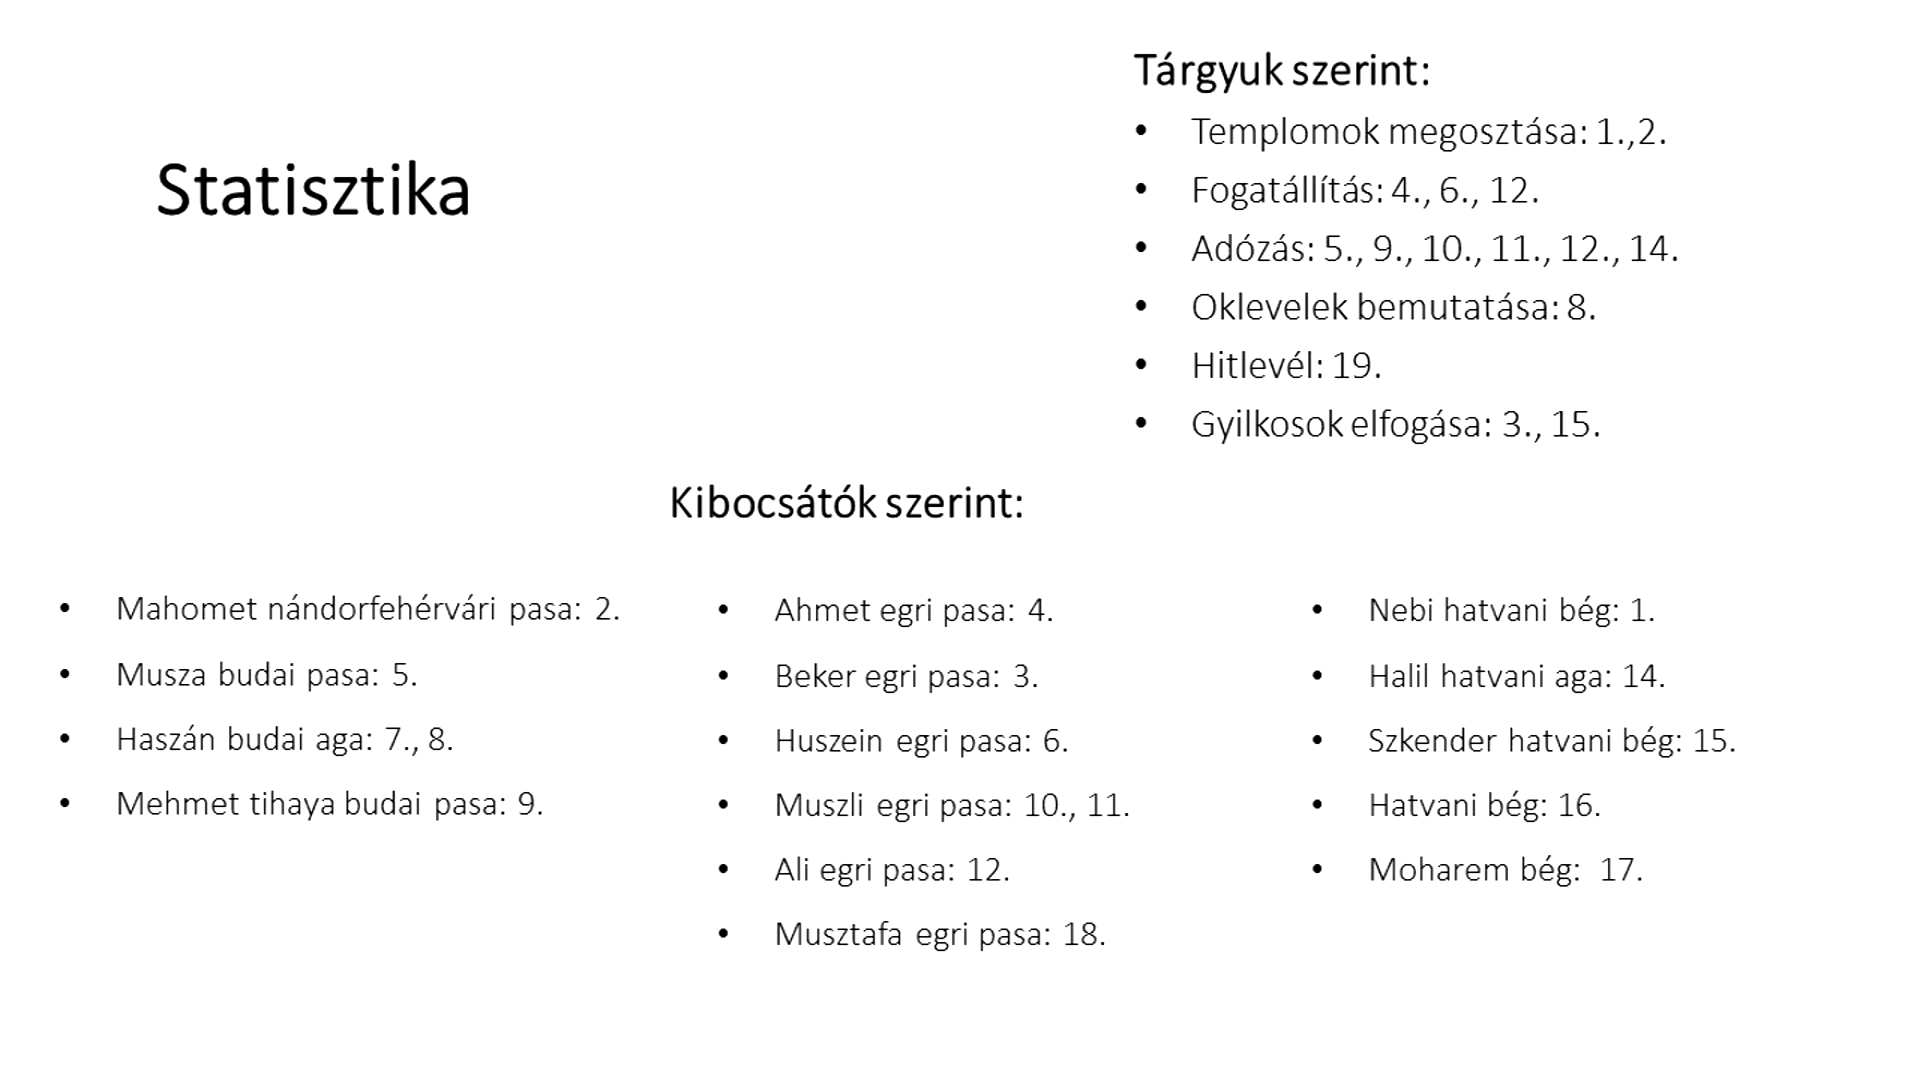 Statisztika
Tárgyuk szerint:
• Templomok megosztása: 1.,2.
• Fogatállítás: 4., 6., 12.
• Adózás: 5., 9., 10., 11., 12., 14.
• Oklevelek bemutatása: 8.
• Hitlevél: 19.
• Gyilkosok elfogása: 3., 15.
Kibocsátók szerint:
• Mahomet nándorfehérvári pasa: 2.
• Musza budai pasa: 5.
• Haszán budai aga: 7., 8.
• Mehmet tihaya budai pasa: 9.
• Ahmet egri pasa: 4.
• Beker egri pasa: 3.
• Huszein egri pasa: 6.
• Muszli egri pasa: 10., 11.
• Ali egri pasa: 12.
• Musztafa egri pasa: 18.
• Nebi hatvani bég: 1.
• Halil hatvani aga: 14.
• Szkender hatvani bég: 15.
• Hatvani bég: 16.
• Moharem bég: 17.